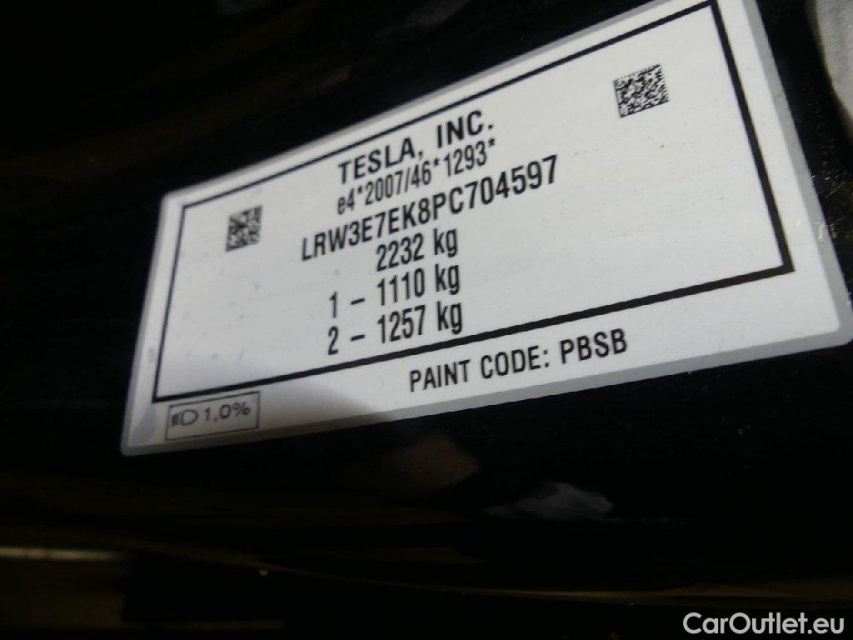 TESLA, INC.
e4*2007/46*1293*
LRW3E7EK8PC704597
2232 kg
1 - 1110 kg
2 - 1257 kg
PAINT CODE: PBSB
1,0%
CarOutlet.eu